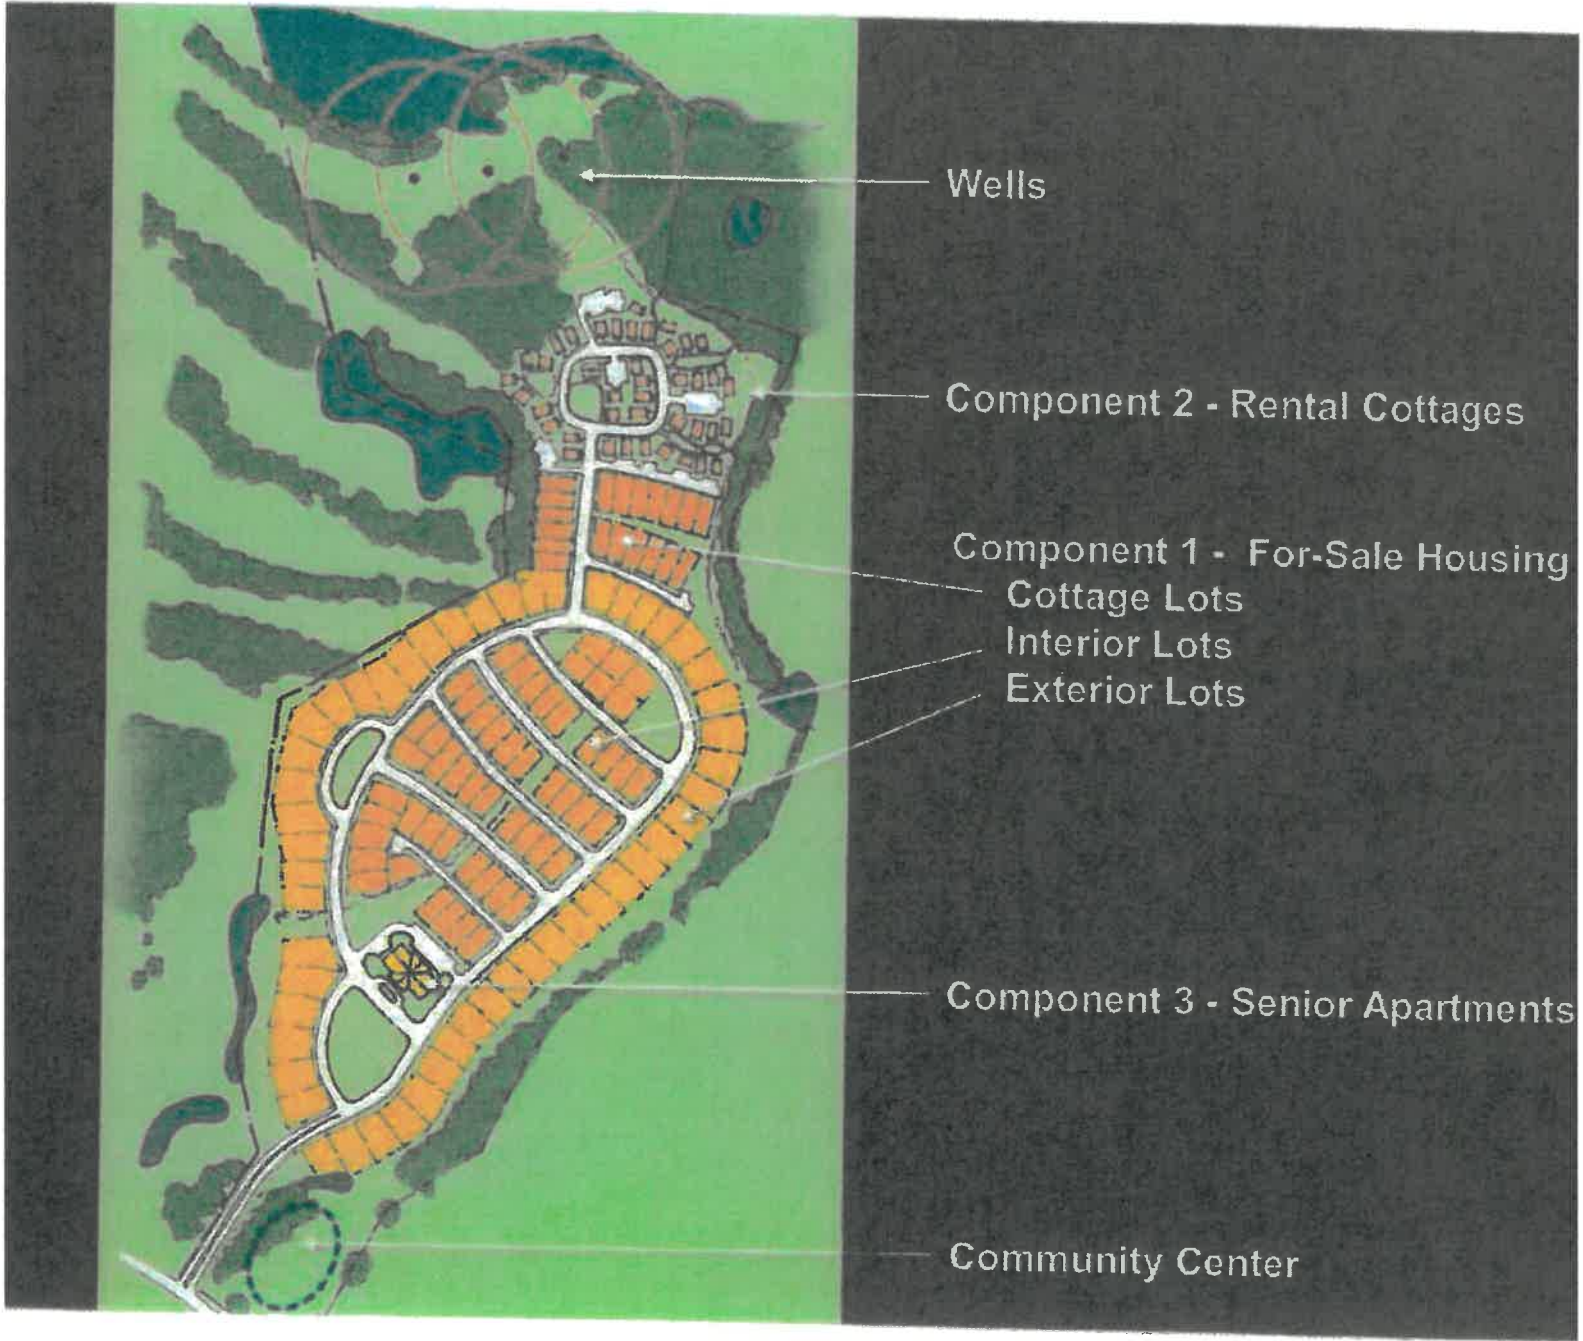 Wells
Component 2 - Rental Cottages
Component 1 - For-Sale Housing
Cottage Lots
Interior Lots
Exterior Lots
Component 3 - Senior Apartments
Community Center